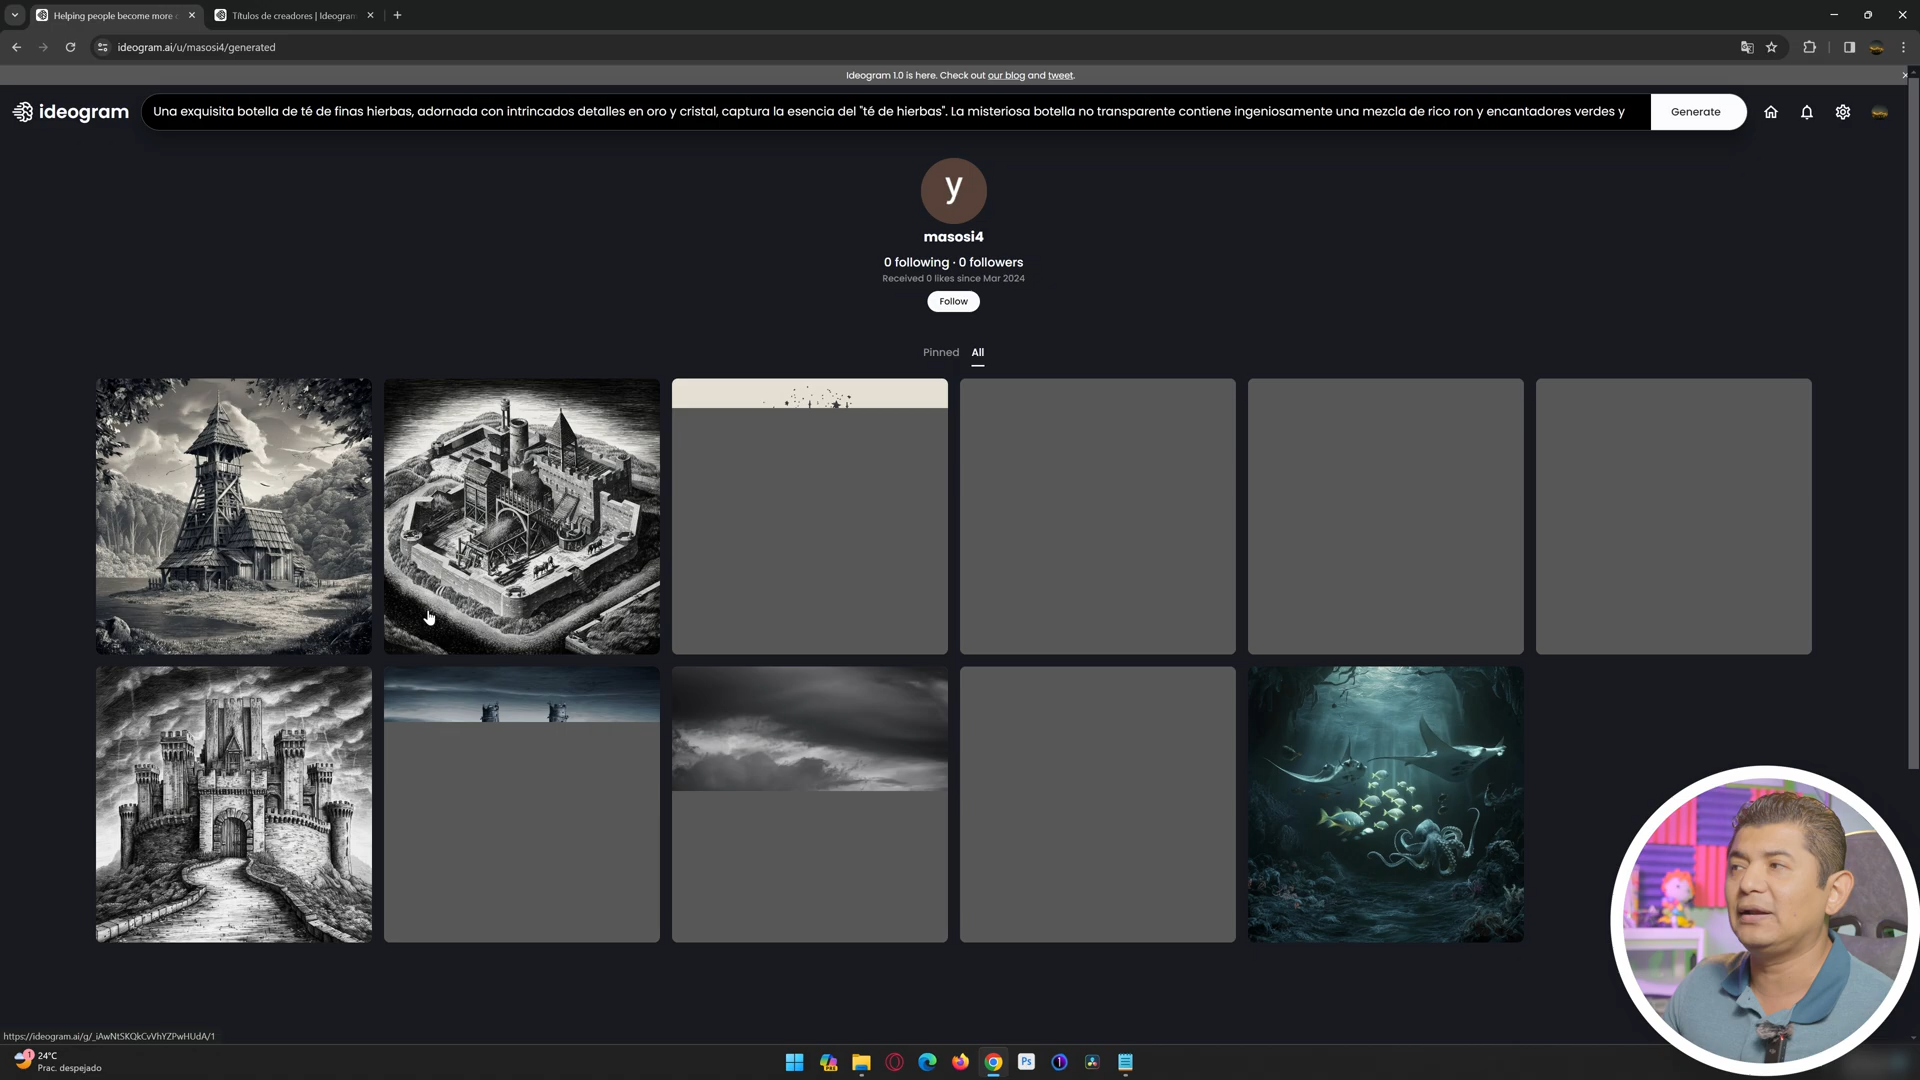 Helping people become more c
Títulos de creadores | Ideogram
ideogram.ai/u/masosi4/generated
Ideogram 1.0 is here. Check out our blog and tweet.
ideogram
Una exquisita botella de té de finas hierbas, adornada con intrincados detalles en oro y cristal, captura la esencia del "té de hierbas". La misteriosa botella no transparente contiene ingeniosamente una mezcla de rico ron y encantadores verdes y
Generate
y
masosi4
0 following · 0 followers
Received 0 likes since Mar 2024
Follow
Pinned
All
https://ideogram.ai/g/_iAwNtSKQkCvVhYZPwHUdA/1
1
24°C
Prac. despejado
Ps